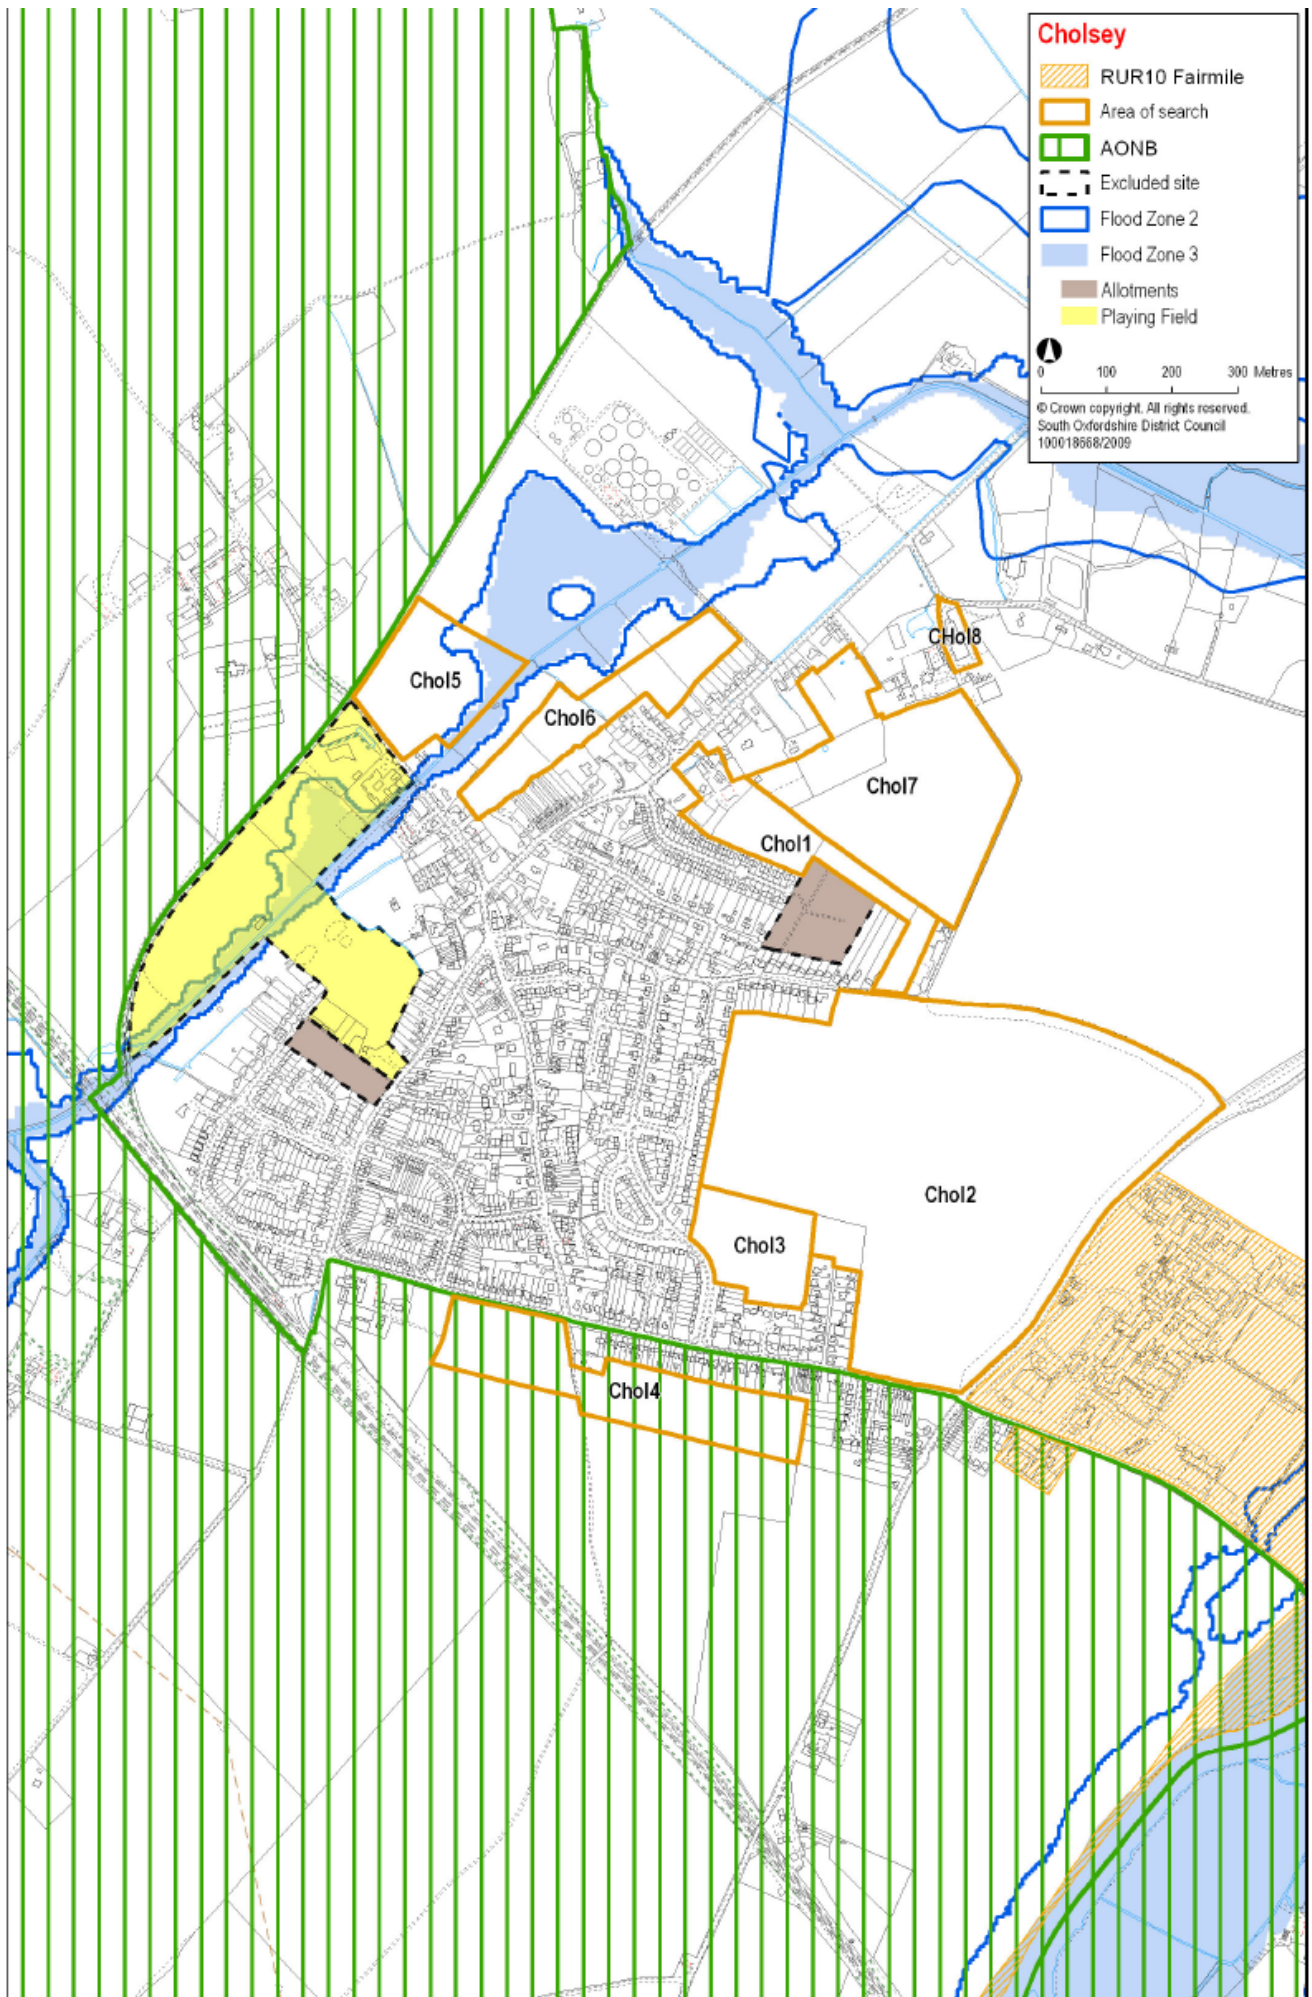 Cholsey
RUR10 Fairmile
Area of search
AONB
Excluded site
Flood Zone 2
Flood Zone 3
Allotments
Playing Field
0 100 200 300 Metres
© Crown copyright. All rights reserved.
South Oxfordshire District Council
100018668/2009
CHol8
Chol5
Chol6
Chol7
Chol1
Chol2
Chol3
Chol4